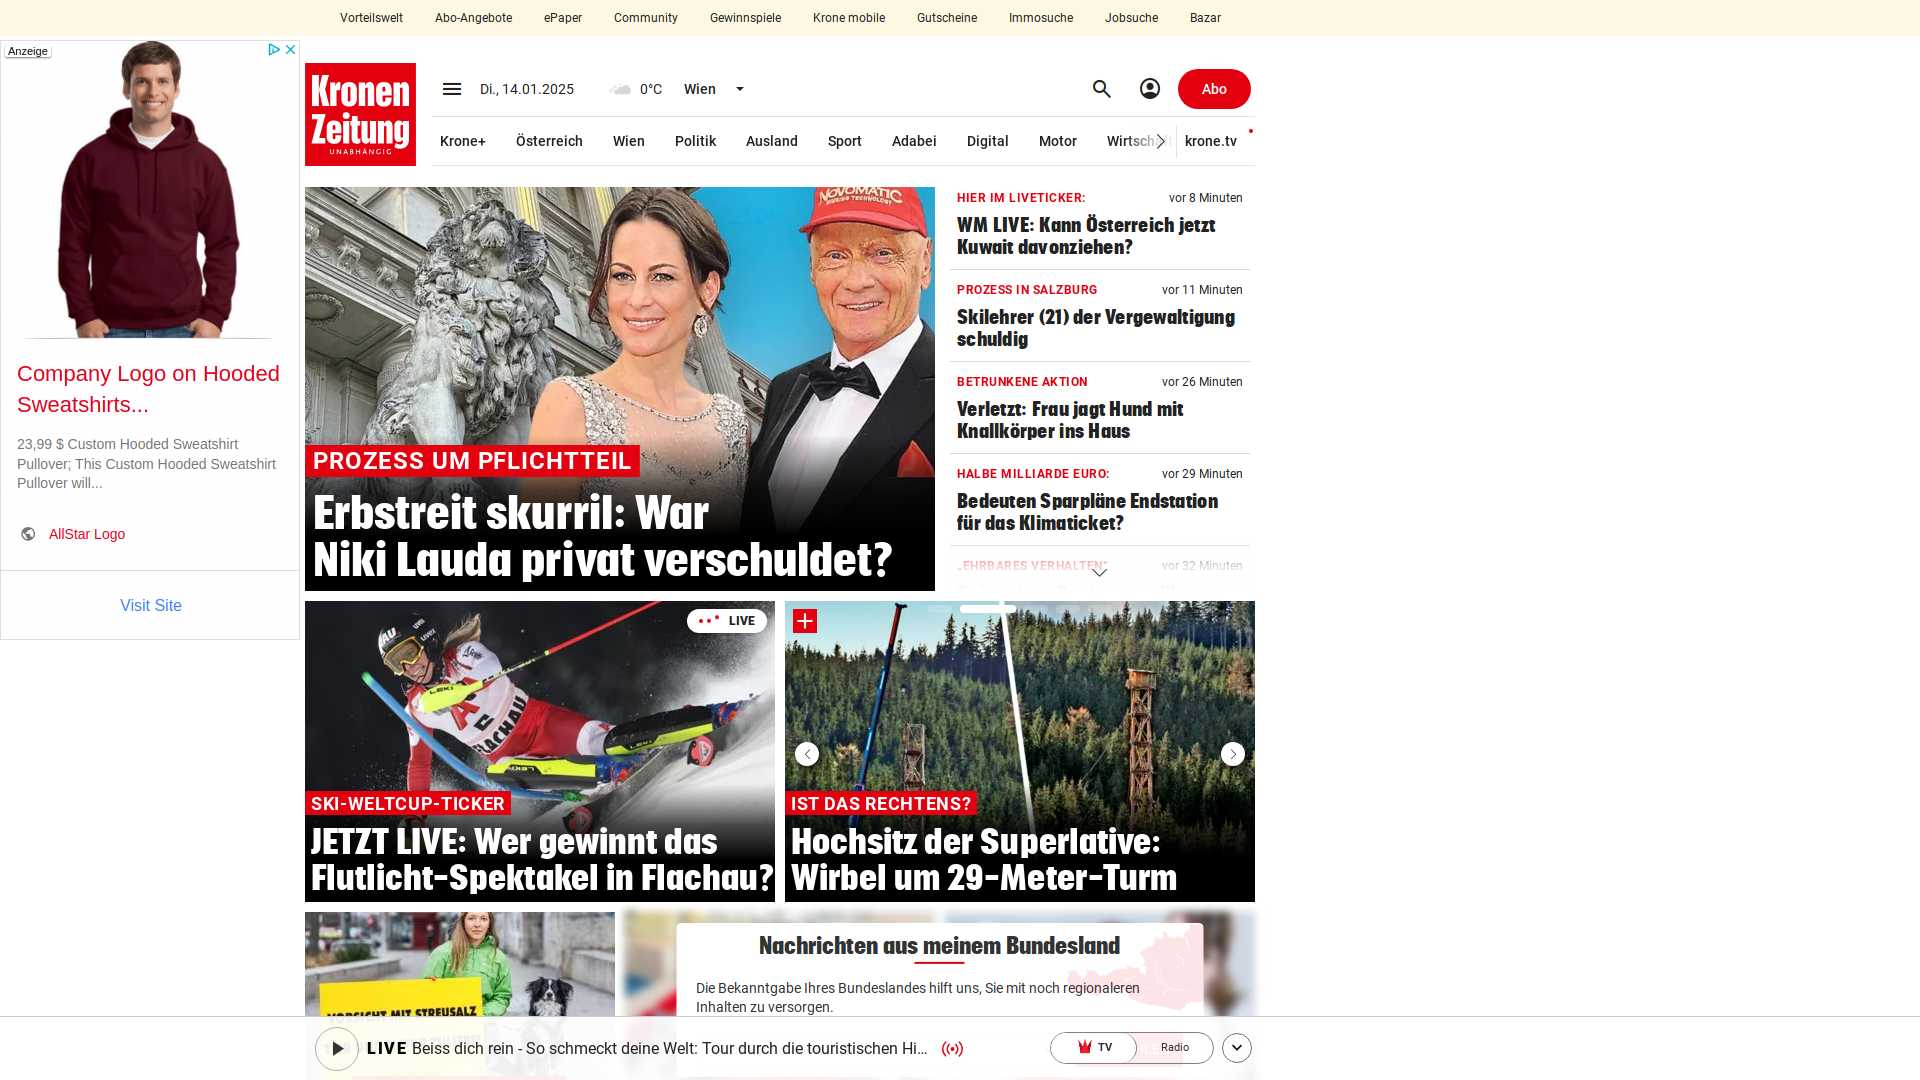 Vorteilswelt
Abo-Angebote
ePaper
Community
Gewinnspiele
Krone mobile
Gutscheine
Immosuche
Jobsuche
Bazar
Anzeige
Company Logo on Hooded
Sweatshirts...
23,99 $ Custom Hooded Sweatshirt
Pullover; This Custom Hooded Sweatshirt
Pullover will...
AllStar Logo
Visit Site
Kronen
Zeitung
UNABHÄNGIG
Di., 14.01.2025
0°C
Wien
Abo
Krone+
Österreich
Wien
Politik
Ausland
Sport
Adabei
Digital
Motor
Wirtschaft
krone.tv
NOVOMATIC
WINNING TECHNOLOGY
PROZESS UM PFLICHTTEIL
Erbstreit skurril: War
Niki Lauda privat verschuldet?
HIER IM LIVETICKER:
vor 8 Minuten
WM LIVE: Kann Österreich jetzt
Kuwait davonziehen?
PROZESS IN SALZBURG
vor 11 Minuten
Skilehrer (21) der Vergewaltigung
schuldig
BETRUNKENE AKTION
vor 26 Minuten
Verletzt: Frau jagt Hund mit
Knallkörper ins Haus
HALBE MILLIARDE EURO:
vor 29 Minuten
Bedeuten Sparpläne Endstation
für das Klimaticket?
„EHRBARES VERHALTEN“
vor 32 Minuten
LIVE
LEKI
FLACHAU
LEKI
SKI-WELTCUP-TICKER
JETZT LIVE: Wer gewinnt das
Flutlicht-Spektakel in Flachau?
IST DAS RECHTENS?
Hochsitz der Superlative:
Wirbel um 29-Meter-Turm
VORSICHT MIT STREUSALZ
Nachrichten aus meinem Bundesland
Die Bekanntgabe Ihres Bundeslandes hilft uns, Sie mit noch regionaleren
Inhalten zu versorgen.
LIVE Beiss dich rein - So schmeckt deine Welt: Tour durch die touristischen Hi...
TV
Radio